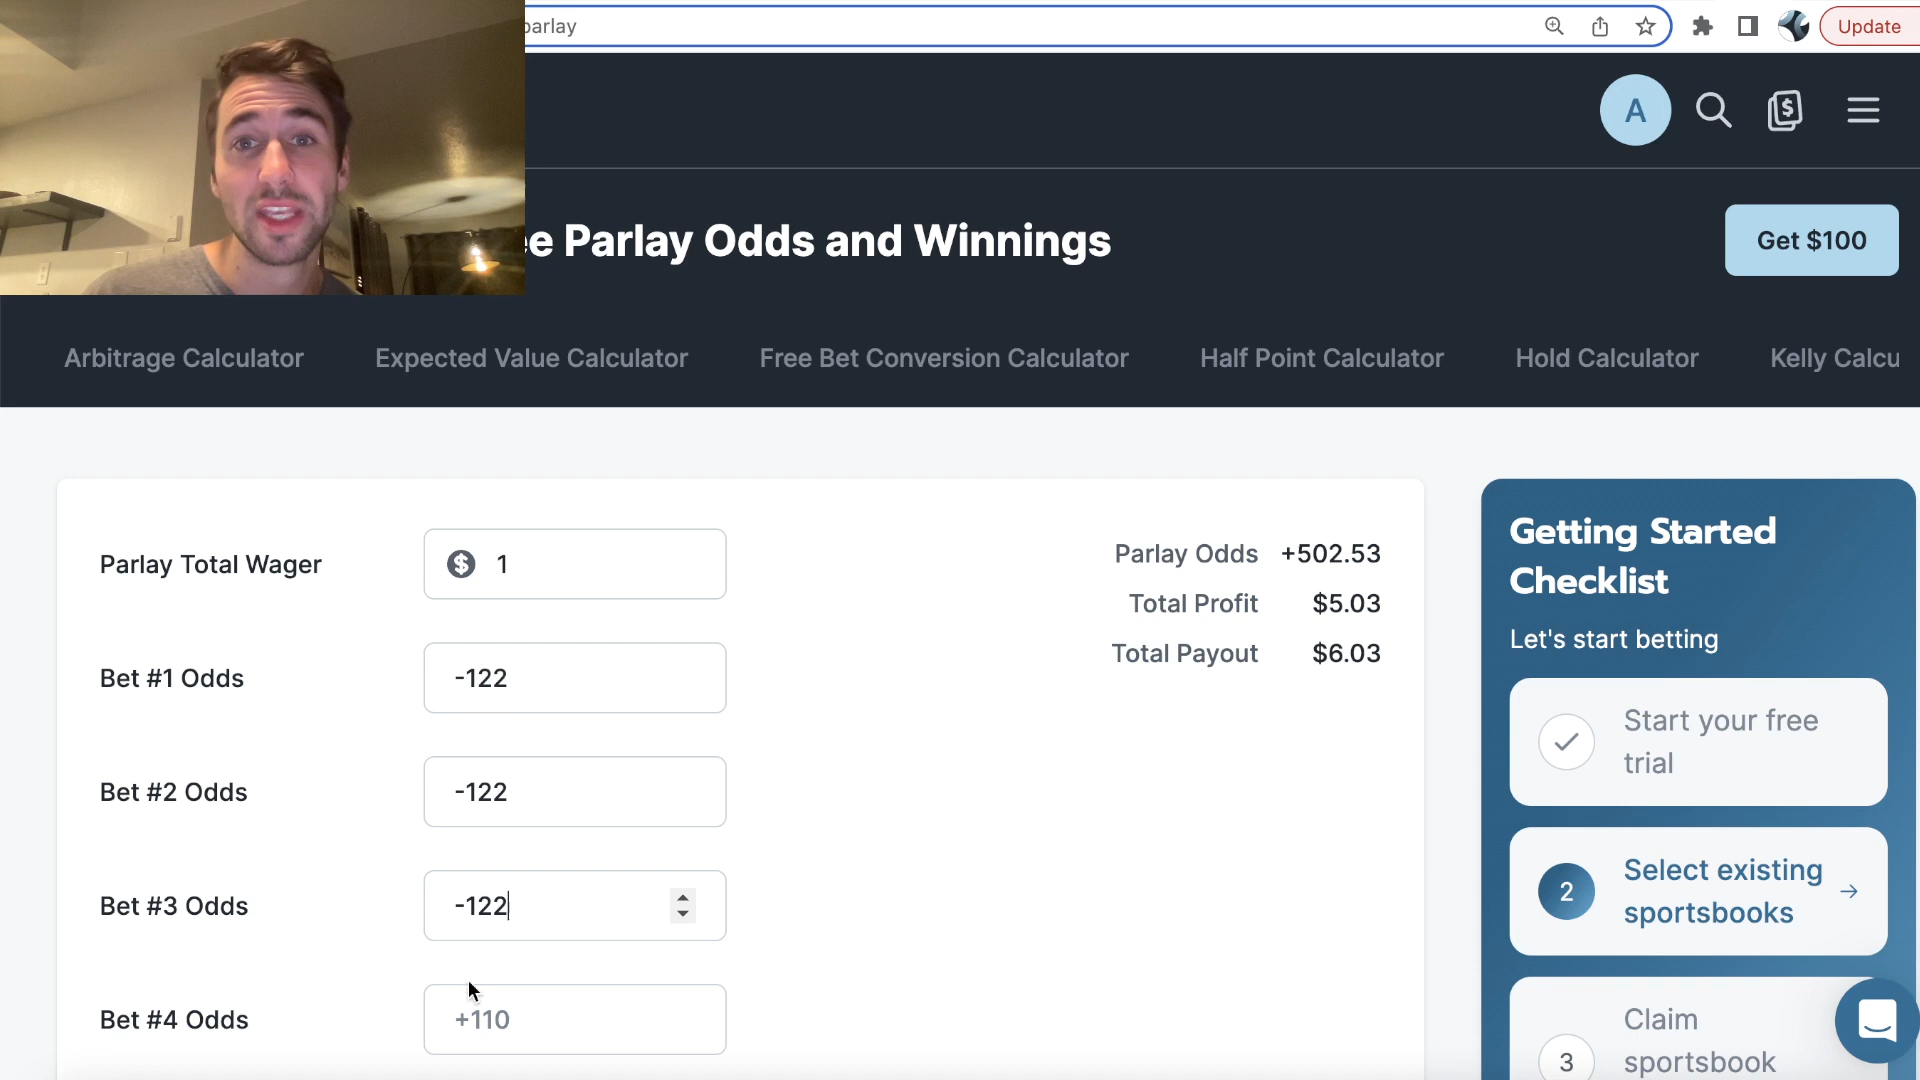 parlay
Update
A
ee Parlay Odds and Winnings
Get $100
Arbitrage Calculator
Expected Value Calculator
Free Bet Conversion Calculator
Half Point Calculator
Hold Calculator
Kelly Calcu
Parlay Total Wager
$ 1
Bet #1 Odds
-122
Bet #2 Odds
-122
Bet #3 Odds
-122
Bet #4 Odds
+110
Parlay Odds +502.53
Total Profit $5.03
Total Payout $6.03
Getting Started
Checklist
Let's start betting
Start your free
trial
2
Select existing
sportsbooks
3
Claim
sportsbook